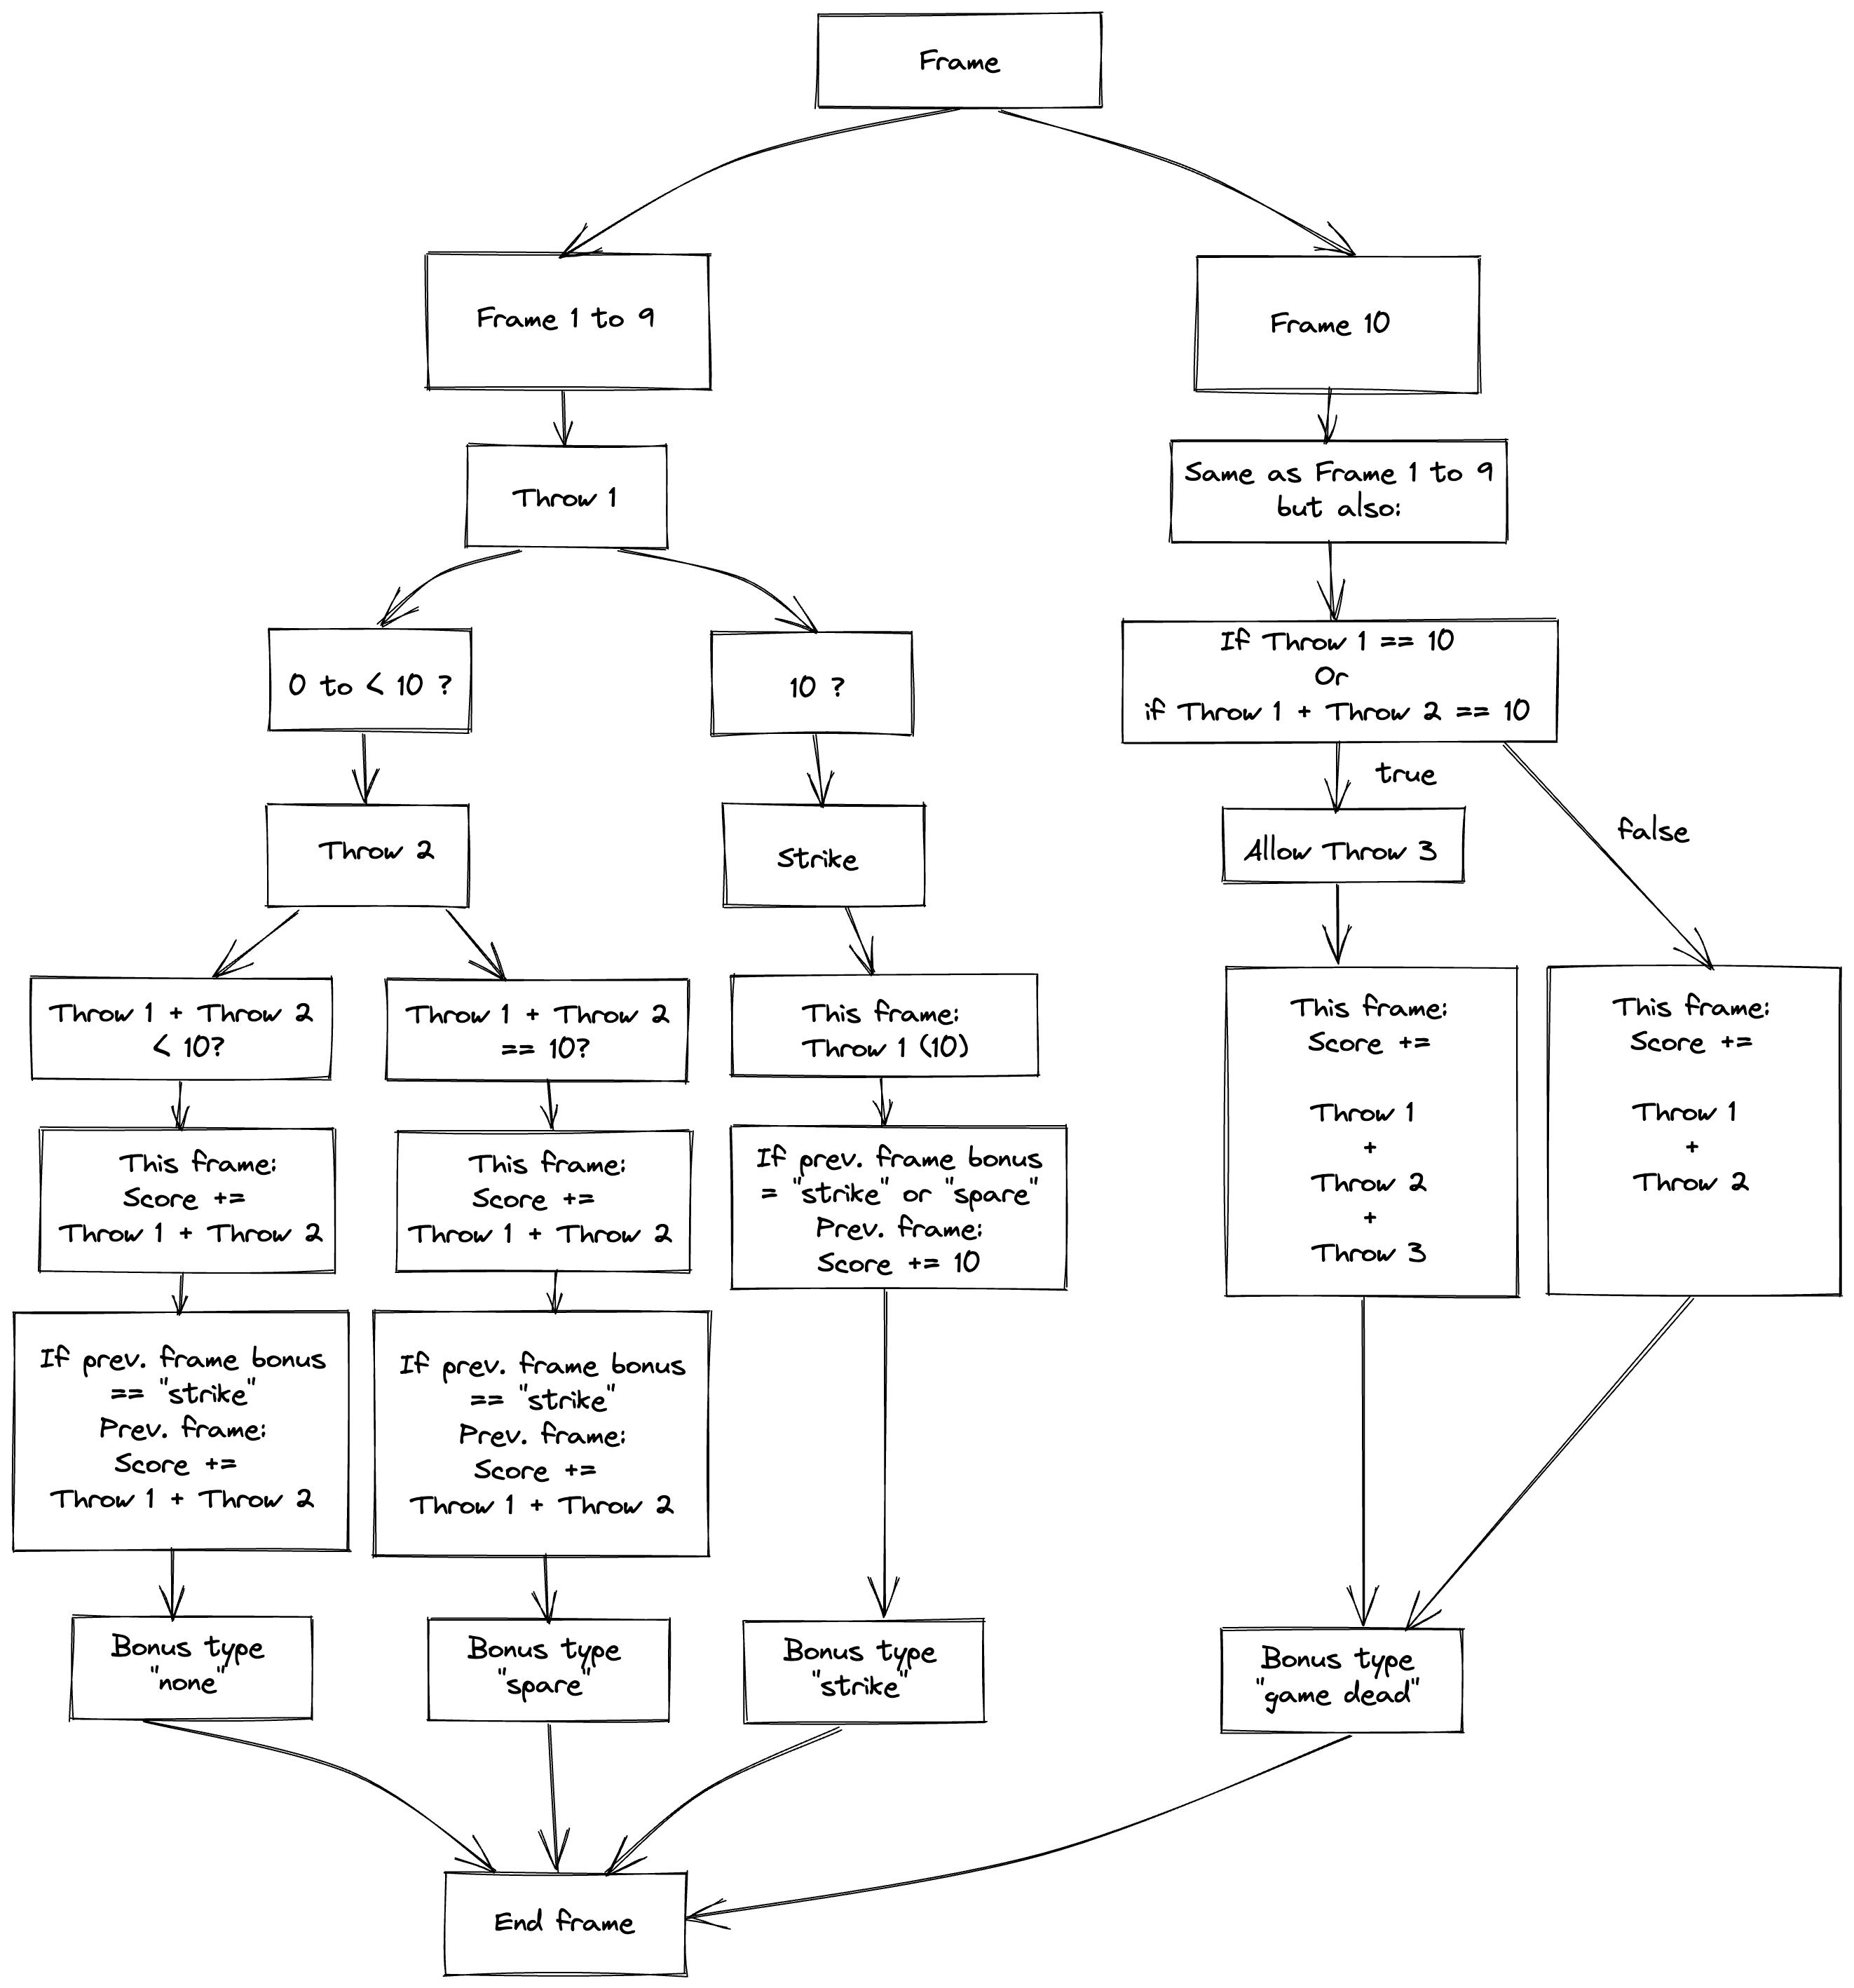 Frame
Frame 1 to 9
Frame 10
Throw 1
Same as Frame 1 to 9
but also:
0 to < 10 ?
10 ?
If Throw 1 == 10
Or
if Throw 1 + Throw 2 == 10
true
false
Throw 2
Strike
Allow Throw 3
Throw 1 + Throw 2
< 10?
Throw 1 + Throw 2
== 10?
This frame:
Throw 1 (10)
This frame:
Score +=
Throw 1
+
Throw 2
+
Throw 3
This frame:
Score +=
Throw 1
+
Throw 2
This frame:
Score +=
Throw 1 + Throw 2
This frame:
Score +=
Throw 1 + Throw 2
If prev. frame bonus
= "strike" or "spare"
Prev. frame:
Score += 10
If prev. frame bonus
== "strike"
Prev. frame:
Score +=
Throw 1 + Throw 2
If prev. frame bonus
== "strike"
Prev. frame:
Score +=
Throw 1 + Throw 2
Bonus type
"none"
Bonus type
"spare"
Bonus type
"strike"
Bonus type
"game dead"
End frame